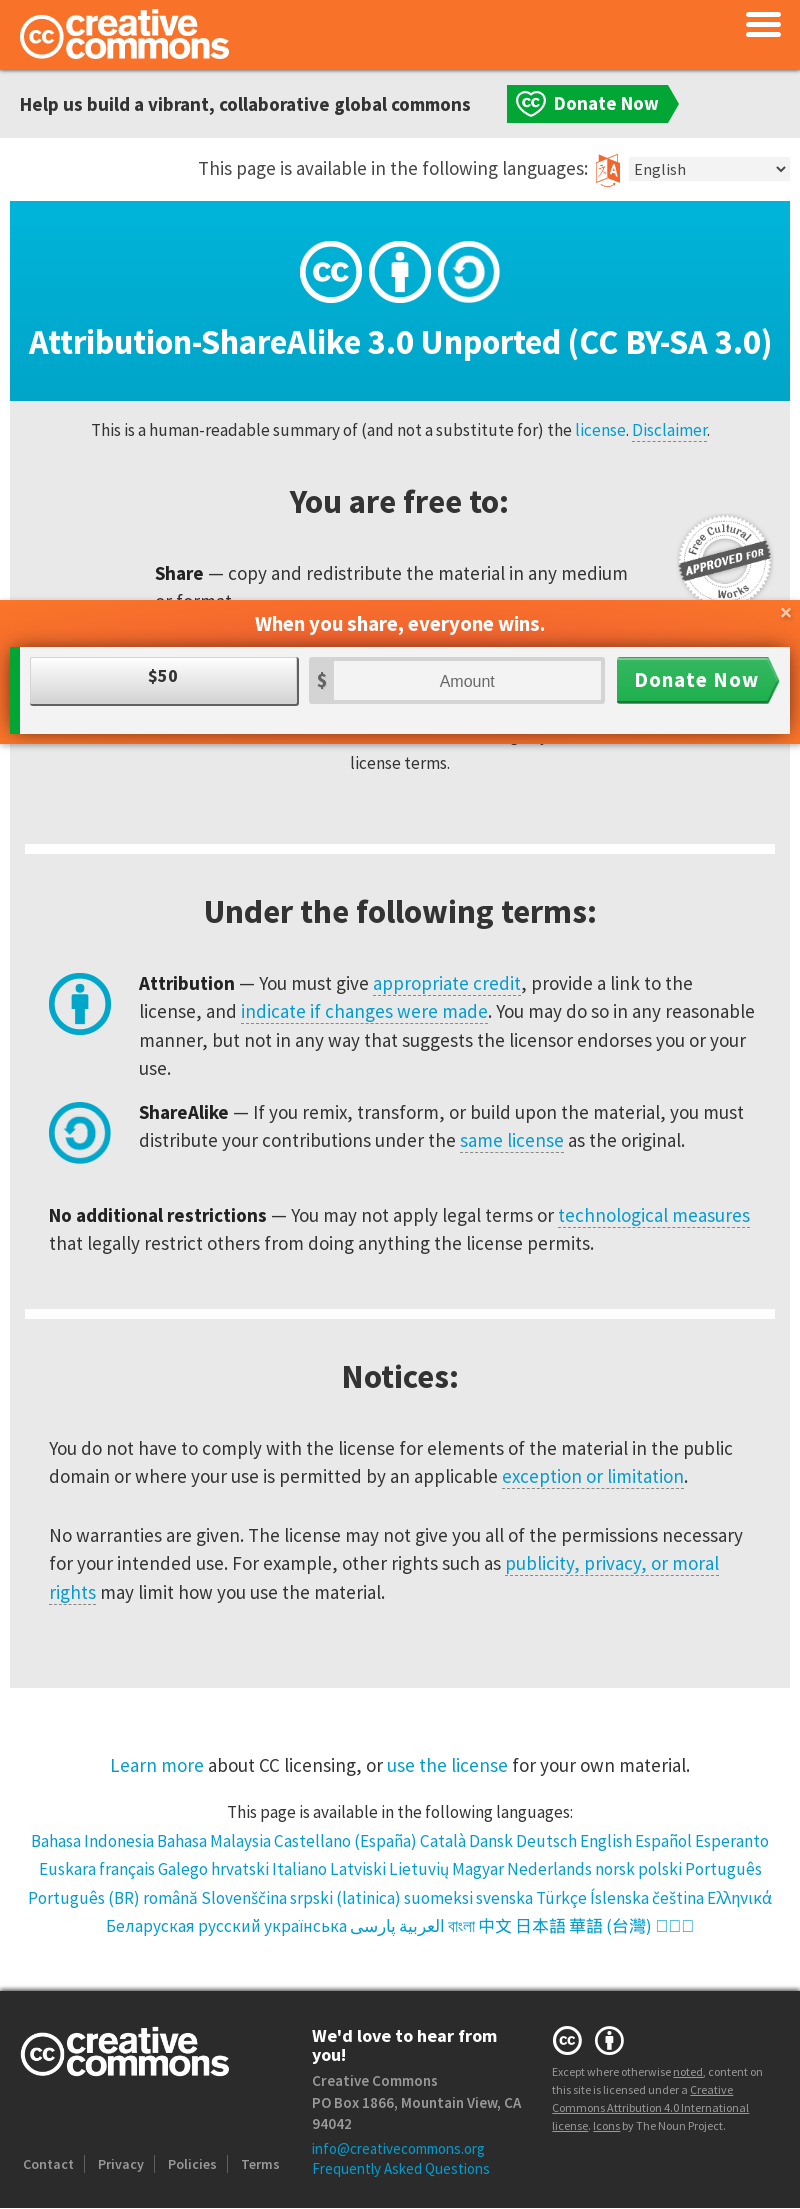 creative
commons
Help us build a vibrant, collaborative global commons
Donate Now
This page is available in the following languages:
English
Attribution-ShareAlike 3.0 Unported (CC BY-SA 3.0)
This is a human-readable summary of (and not a substitute for) the license. Disclaimer.
You are free to:
Free Cultural
APPROVED FOR
Works
Share — copy and redistribute the material in any medium
When you share, everyone wins.
×
$50
$
Amount
Donate Now
license terms.
Under the following terms:
Attribution — You must give appropriate credit, provide a link to the
license, and indicate if changes were made. You may do so in any reasonable
manner, but not in any way that suggests the licensor endorses you or your
use.
ShareAlike — If you remix, transform, or build upon the material, you must
distribute your contributions under the same license as the original.
No additional restrictions — You may not apply legal terms or technological measures
that legally restrict others from doing anything the license permits.
Notices:
You do not have to comply with the license for elements of the material in the public
domain or where your use is permitted by an applicable exception or limitation.
No warranties are given. The license may not give you all of the permissions necessary
for your intended use. For example, other rights such as publicity, privacy, or moral
rights may limit how you use the material.
Learn more about CC licensing, or use the license for your own material.
This page is available in the following languages:
Bahasa Indonesia Bahasa Malaysia Castellano (España) Català Dansk Deutsch English Español Esperanto
Euskara français Galego hrvatski Italiano Latviski Lietuvių Magyar Nederlands norsk polski Português
Português (BR) română Slovenščina srpski (latinica) suomeksi svenska Türkçe Íslenska čeština Ελληνικά
Беларуская русский українська العربية پارسی বাংলা 中文 日本語 華語 (台灣)
creative
commons
Contact
Privacy
Policies
Terms
We'd love to hear from
you!
Creative Commons
PO Box 1866, Mountain View, CA
94042
info@creativecommons.org
Frequently Asked Questions
Except where otherwise noted, content on
this site is licensed under a Creative
Commons Attribution 4.0 International
license. Icons by The Noun Project.